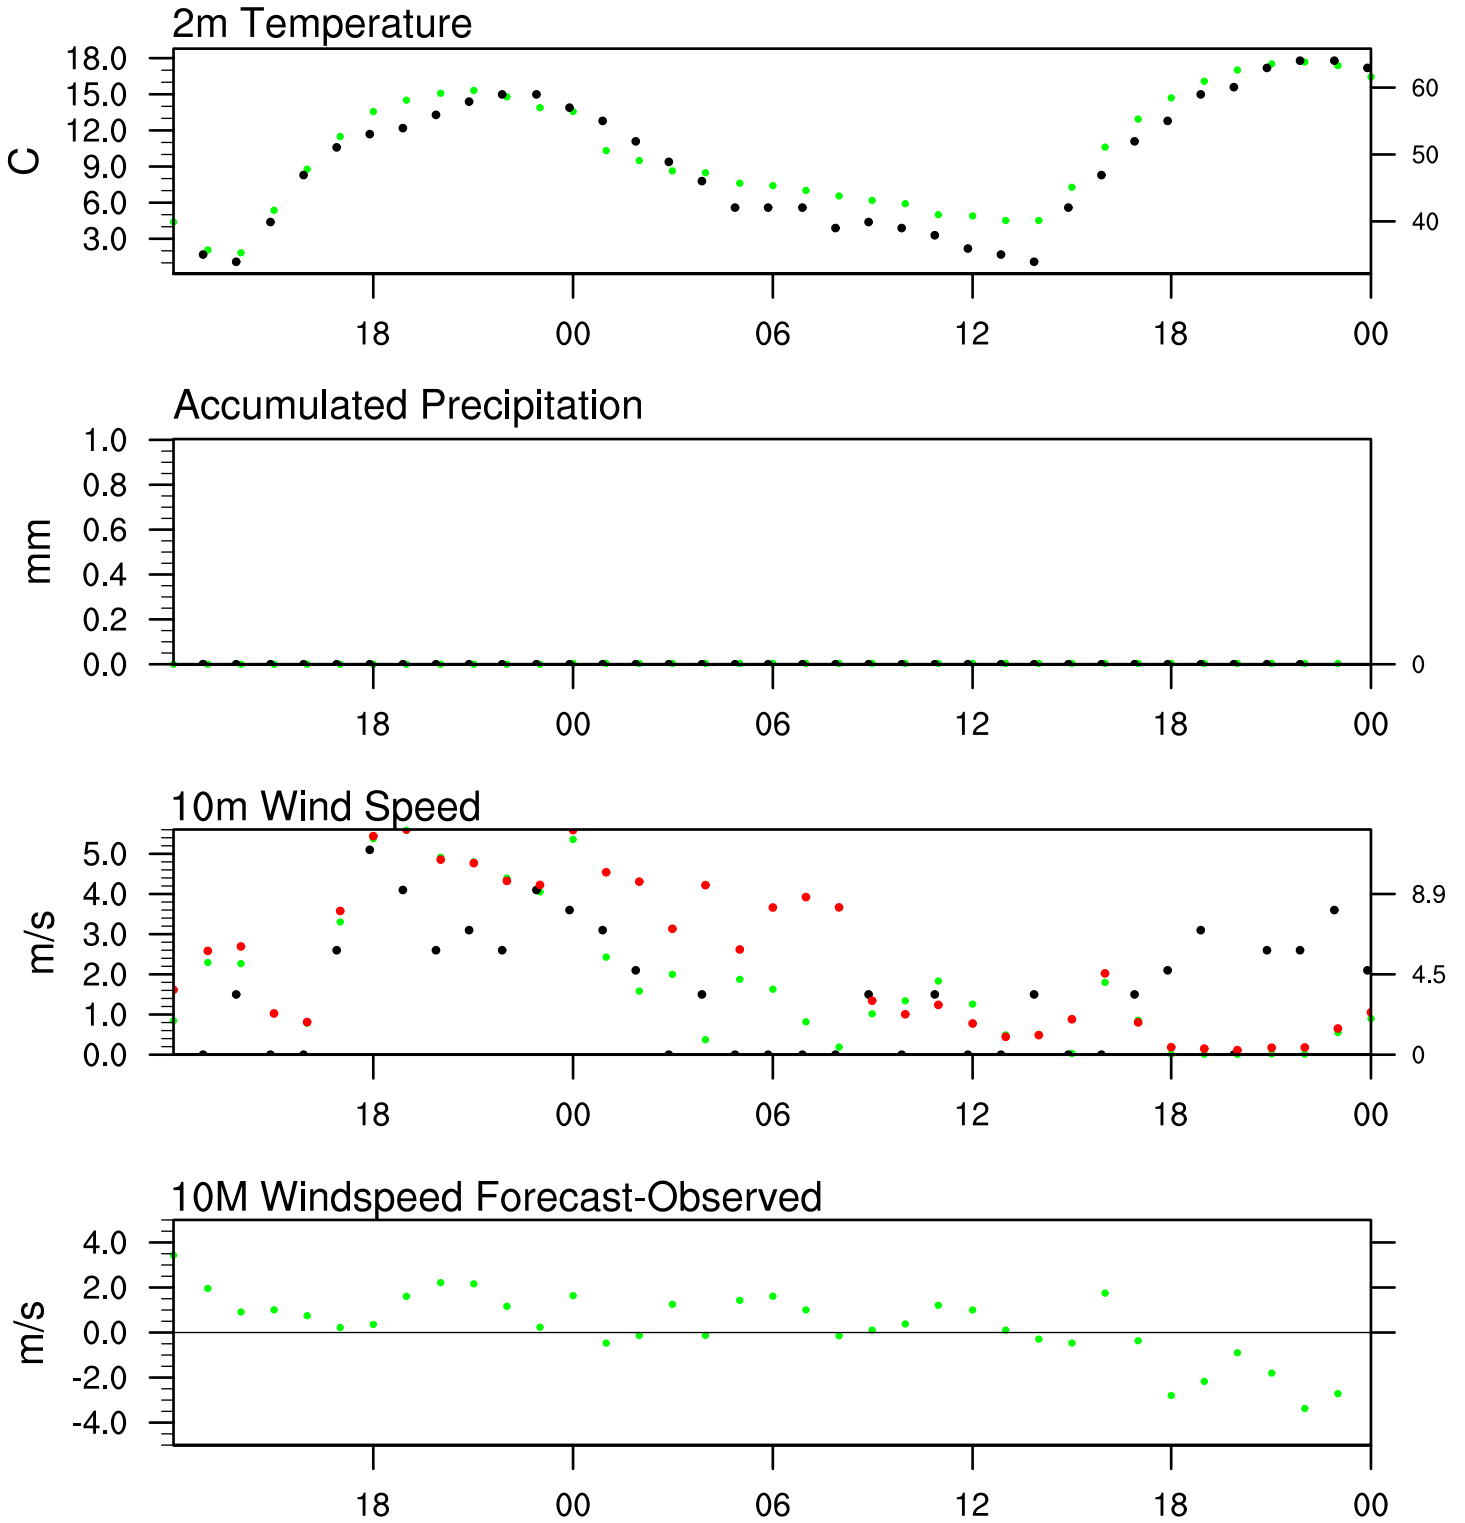 2m Temperature
18.0
15.0
12.0
9.0
6.0
3.0
C
60
50
40
18 00 06 12 18 00
Accumulated Precipitation
1.0
0.8
0.6
0.4
0.2
0.0
mm
0
18 00 06 12 18 00
10m Wind Speed
5.0
4.0
3.0
2.0
1.0
0.0
m/s
8.9
4.5
0
18 00 06 12 18 00
10M Windspeed Forecast-Observed
4.0
2.0
0.0
-2.0
-4.0
m/s
18 00 06 12 18 00